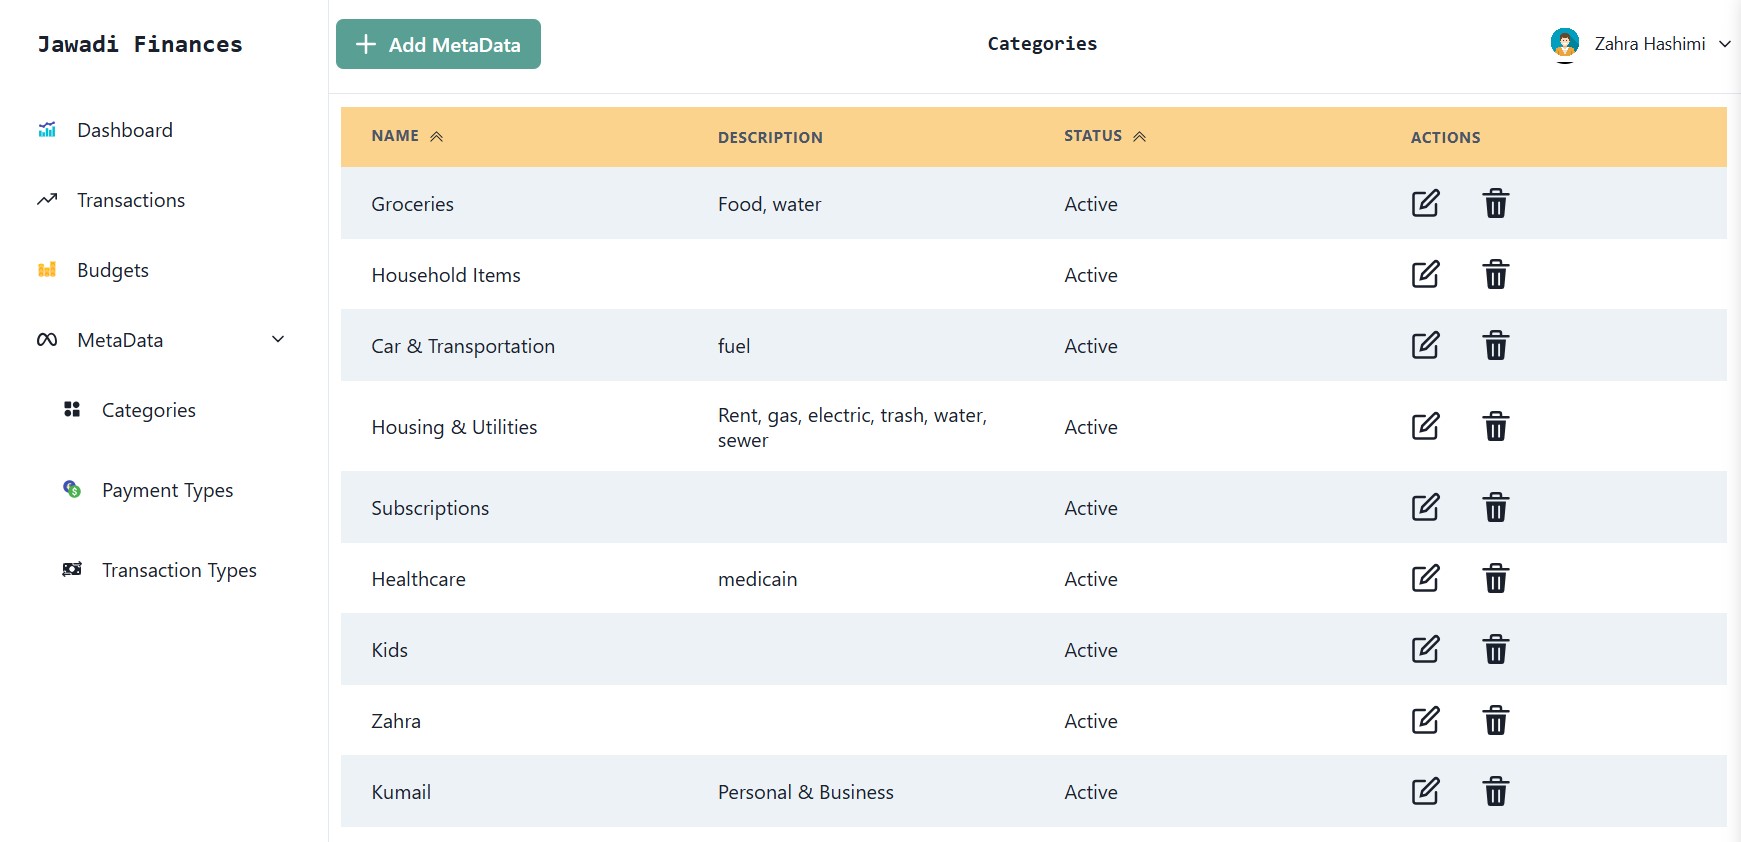 Jawadi Finances
Add MetaData
Categories
Zahra Hashimi
Dashboard
Transactions
Budgets
MetaData
Categories
Payment Types
Transaction Types
NAME DESCRIPTION STATUS ACTIONS
Groceries Food, water Active
Household Items Active
Car & Transportation fuel Active
Housing & Utilities Rent, gas, electric, trash, water, Active
sewer
Subscriptions Active
Healthcare medicain Active
Kids Active
Zahra Active
Kumail Personal & Business Active